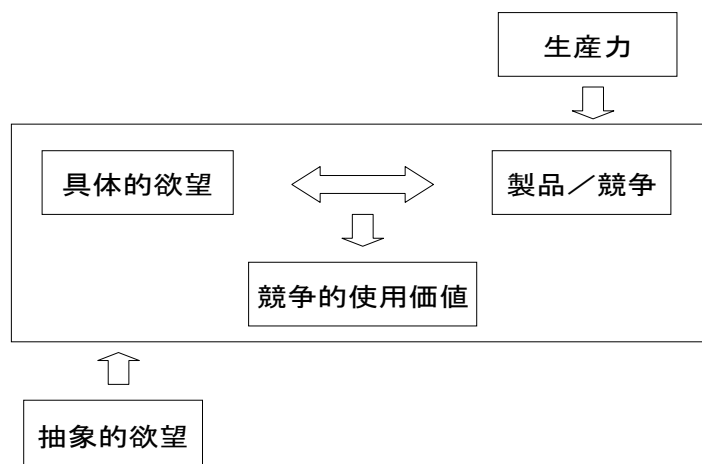 生産力
具体的欲望
製品／競争
競争的使用価値
抽象的欲望